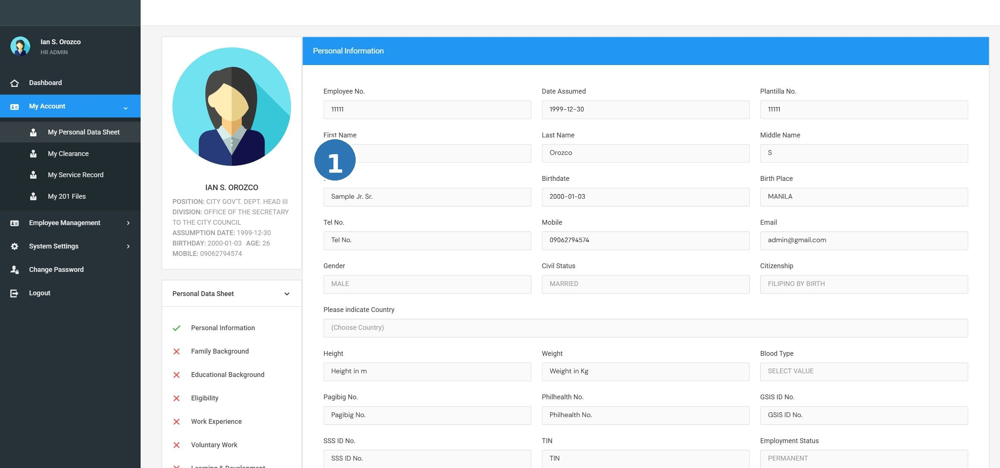 Ian S. Orozco
HR ADMIN
Dashboard
My Account
My Personal Data Sheet
My Clearance
My Service Record
My 201 Files
Employee Management
System Settings
Change Password
Logout
IAN S. OROZCO
POSITION: CITY GOV'T. DEPT. HEAD III
DIVISION: OFFICE OF THE SECRETARY
TO THE CITY COUNCIL
ASSUMPTION DATE: 1999-12-30
BIRTHDAY: 2000-01-03 AGE: 26
MOBILE: 09062794574
Personal Data Sheet
Personal Information
Family Background
Educational Background
Eligibility
Work Experience
Voluntary Work
Learning & Development
Personal Information
Employee No. Date Assumed Plantilla No.
11111 1999-12-30 11111
First Name Last Name Middle Name
1 Orozco S
Birthdate Birth Place
Sample Jr. Sr. 2000-01-03 MANILA
Tel No. Mobile Email
Tel No. 09062794574 admin@gmail.com
Gender Civil Status Citizenship
MALE MARRIED FILIPINO BY BIRTH
Please indicate Country
(Choose Country)
Height Weight Blood Type
Height in m Weight in Kg SELECT VALUE
Pagibig No. Philhealth No. GSIS ID No.
Pagibig No. Philhealth No. GSIS ID No.
SSS ID No. TIN Employment Status
SSS ID No. TIN PERMANENT